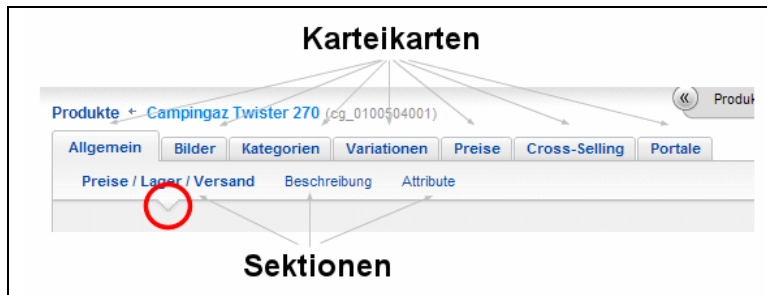 Karteikarten
Produkte ← Campingaz Twister 270 (cg_0100504001)
« Produk
Allgemein Bilder Kategorien Variationen Preise Cross-Selling Portale
Preise / Lager / Versand Beschreibung Attribute
Sektionen